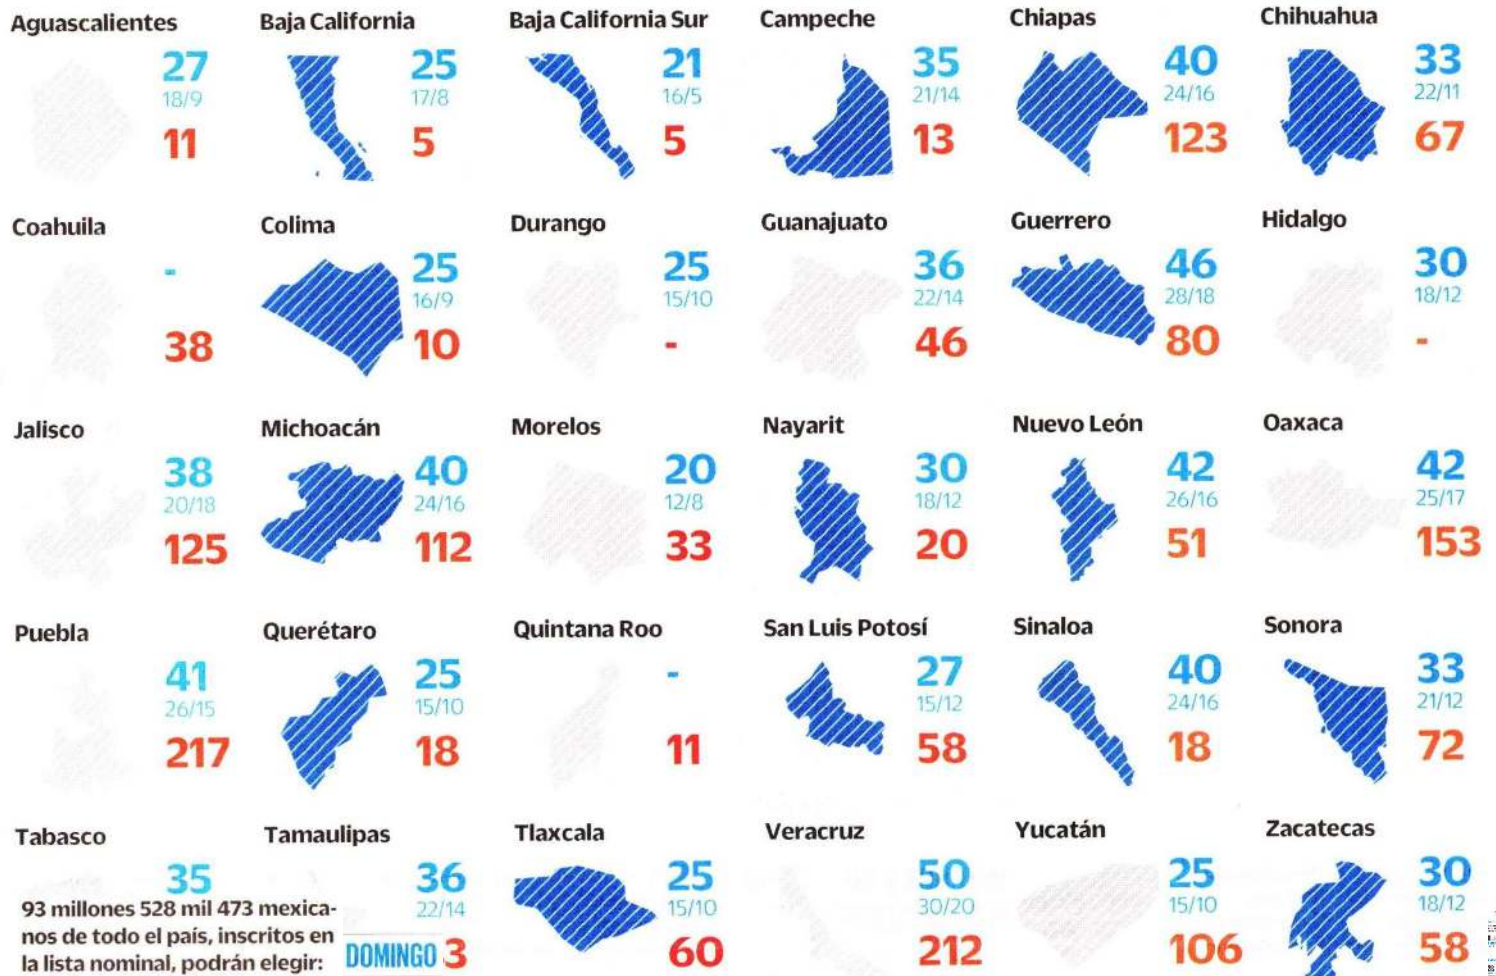 Aguascalientes
27
18/9
11
Baja California
25
17/8
5
Baja California Sur
21
16/5
5
Campeche
35
21/14
13
Chiapas
40
24/16
123
Chihuahua
33
22/11
67
Coahuila
-
38
Colima
25
16/9
10
Durango
25
15/10
-
Guanajuato
36
22/14
46
Guerrero
46
28/18
80
Hidalgo
30
18/12
-
Jalisco
38
20/18
125
Michoacán
40
24/16
112
Morelos
20
12/8
33
Nayarit
30
18/12
20
Nuevo León
42
26/16
51
Oaxaca
42
25/17
153
Puebla
41
26/15
217
Querétaro
25
15/10
18
Quintana Roo
-
11
San Luis Potosí
27
15/12
58
Sinaloa
40
24/16
18
Sonora
33
21/12
72
Tabasco
35
Tamaulipas
36
22/14
3
Tlaxcala
25
15/10
60
Veracruz
50
30/20
212
Yucatán
25
15/10
106
Zacatecas
30
18/12
58
93 millones 528 mil 473 mexica-
nos de todo el país, inscritos en
la lista nominal, podrán elegir:
DOMINGO